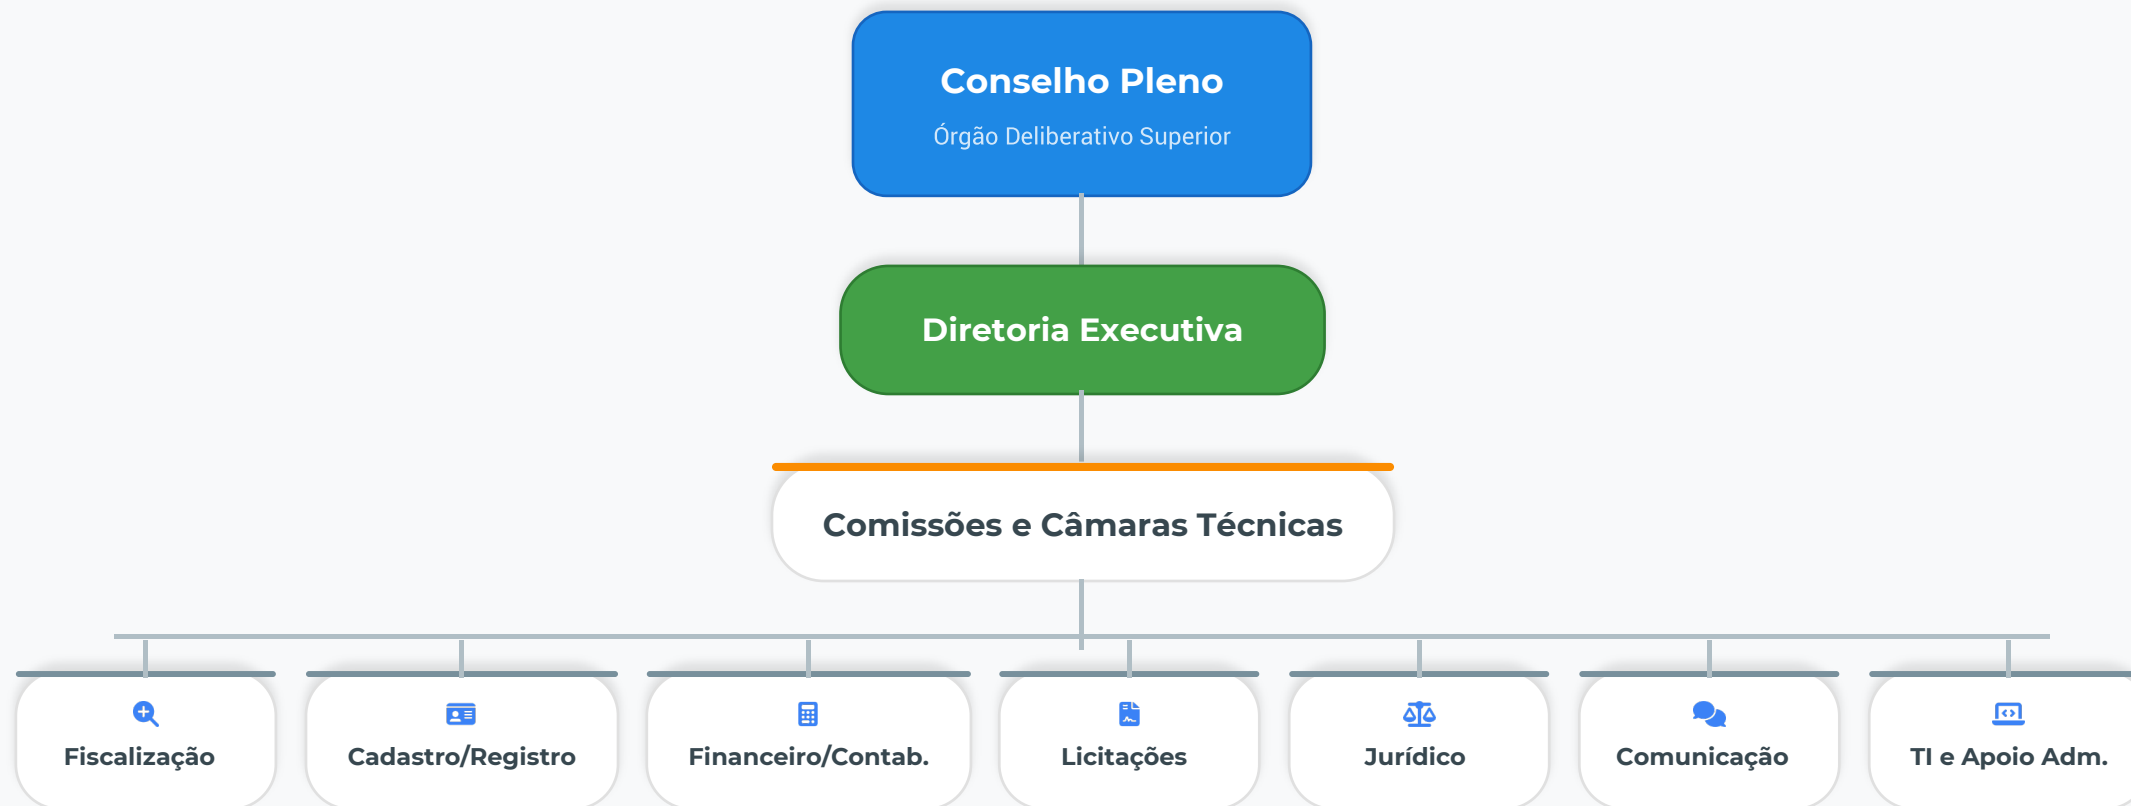 Conselho Pleno
Órgão Deliberativo Superior
Diretoria Executiva
Comissões e Câmaras Técnicas
Fiscalização
Cadastro/Registro
Financeiro/Contab.
Licitações
Jurídico
Comunicação
TI e Apoio Adm.